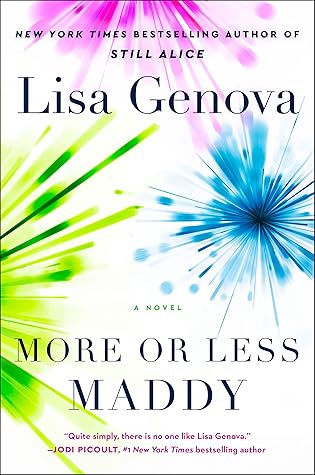 NEW YORK TIMES BESTSELLING AUTHOR OF
STILL ALICE
Lisa Genova
A NOVEL
MORE OR LESS
MADDY
“Quite simply, there is no one like Lisa Genova.”
—JODI PICOULT, #1 New York Times bestselling author